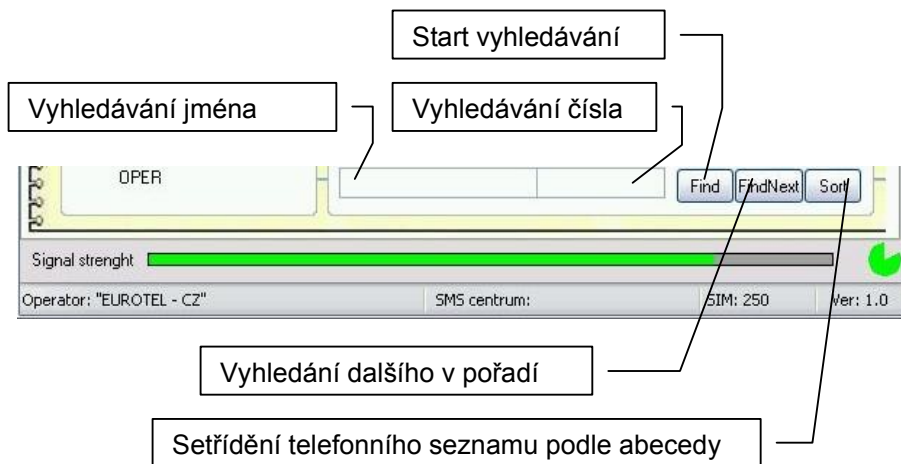 Start vyhledávání
Vyhledávání jména
Vyhledávání čísla
OPER
Find FindNext Sort
Signal strenght
Operator: "EUROTEL - CZ" SMS centrum: SIM: 250 Ver: 1.0
Vyhledání dalšího v pořadí
Setřídění telefonního seznamu podle abecedy